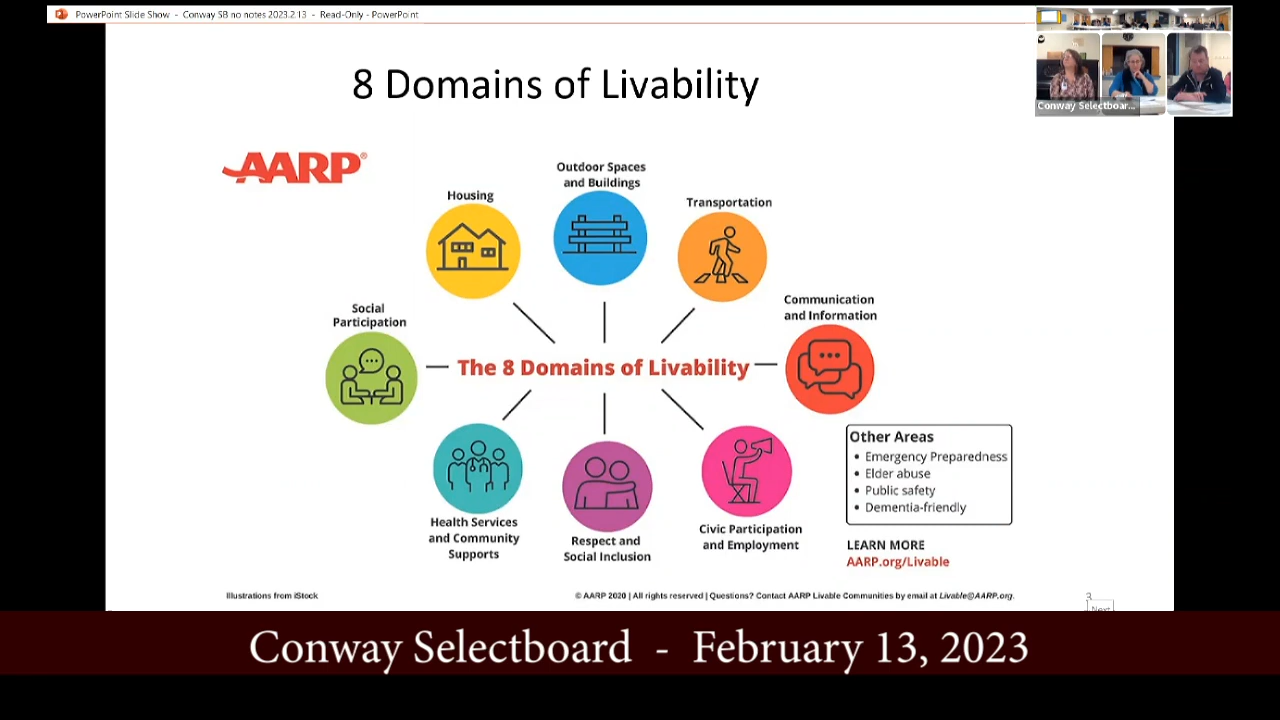 PowerPoint Slide Show - Conway SB no notes 2023.2.13 - Read-Only - PowerPoint
Conway Selectboar...
8 Domains of Livability
AARP®
Outdoor Spaces
and Buildings
Housing
Transportation
Communication
and Information
Social
Participation
The 8 Domains of Livability
Other Areas
• Emergency Preparedness
• Elder abuse
• Public safety
• Dementia-friendly
Health Services
and Community
Supports
Respect and
Social Inclusion
Civic Participation
and Employment
LEARN MORE
AARP.org/Livable
Illustrations from iStock
© AARP 2020 | All rights reserved | Questions? Contact AARP Livable Communities by email at Livable@AARP.org.
3
Next
Conway Selectboard - February 13, 2023